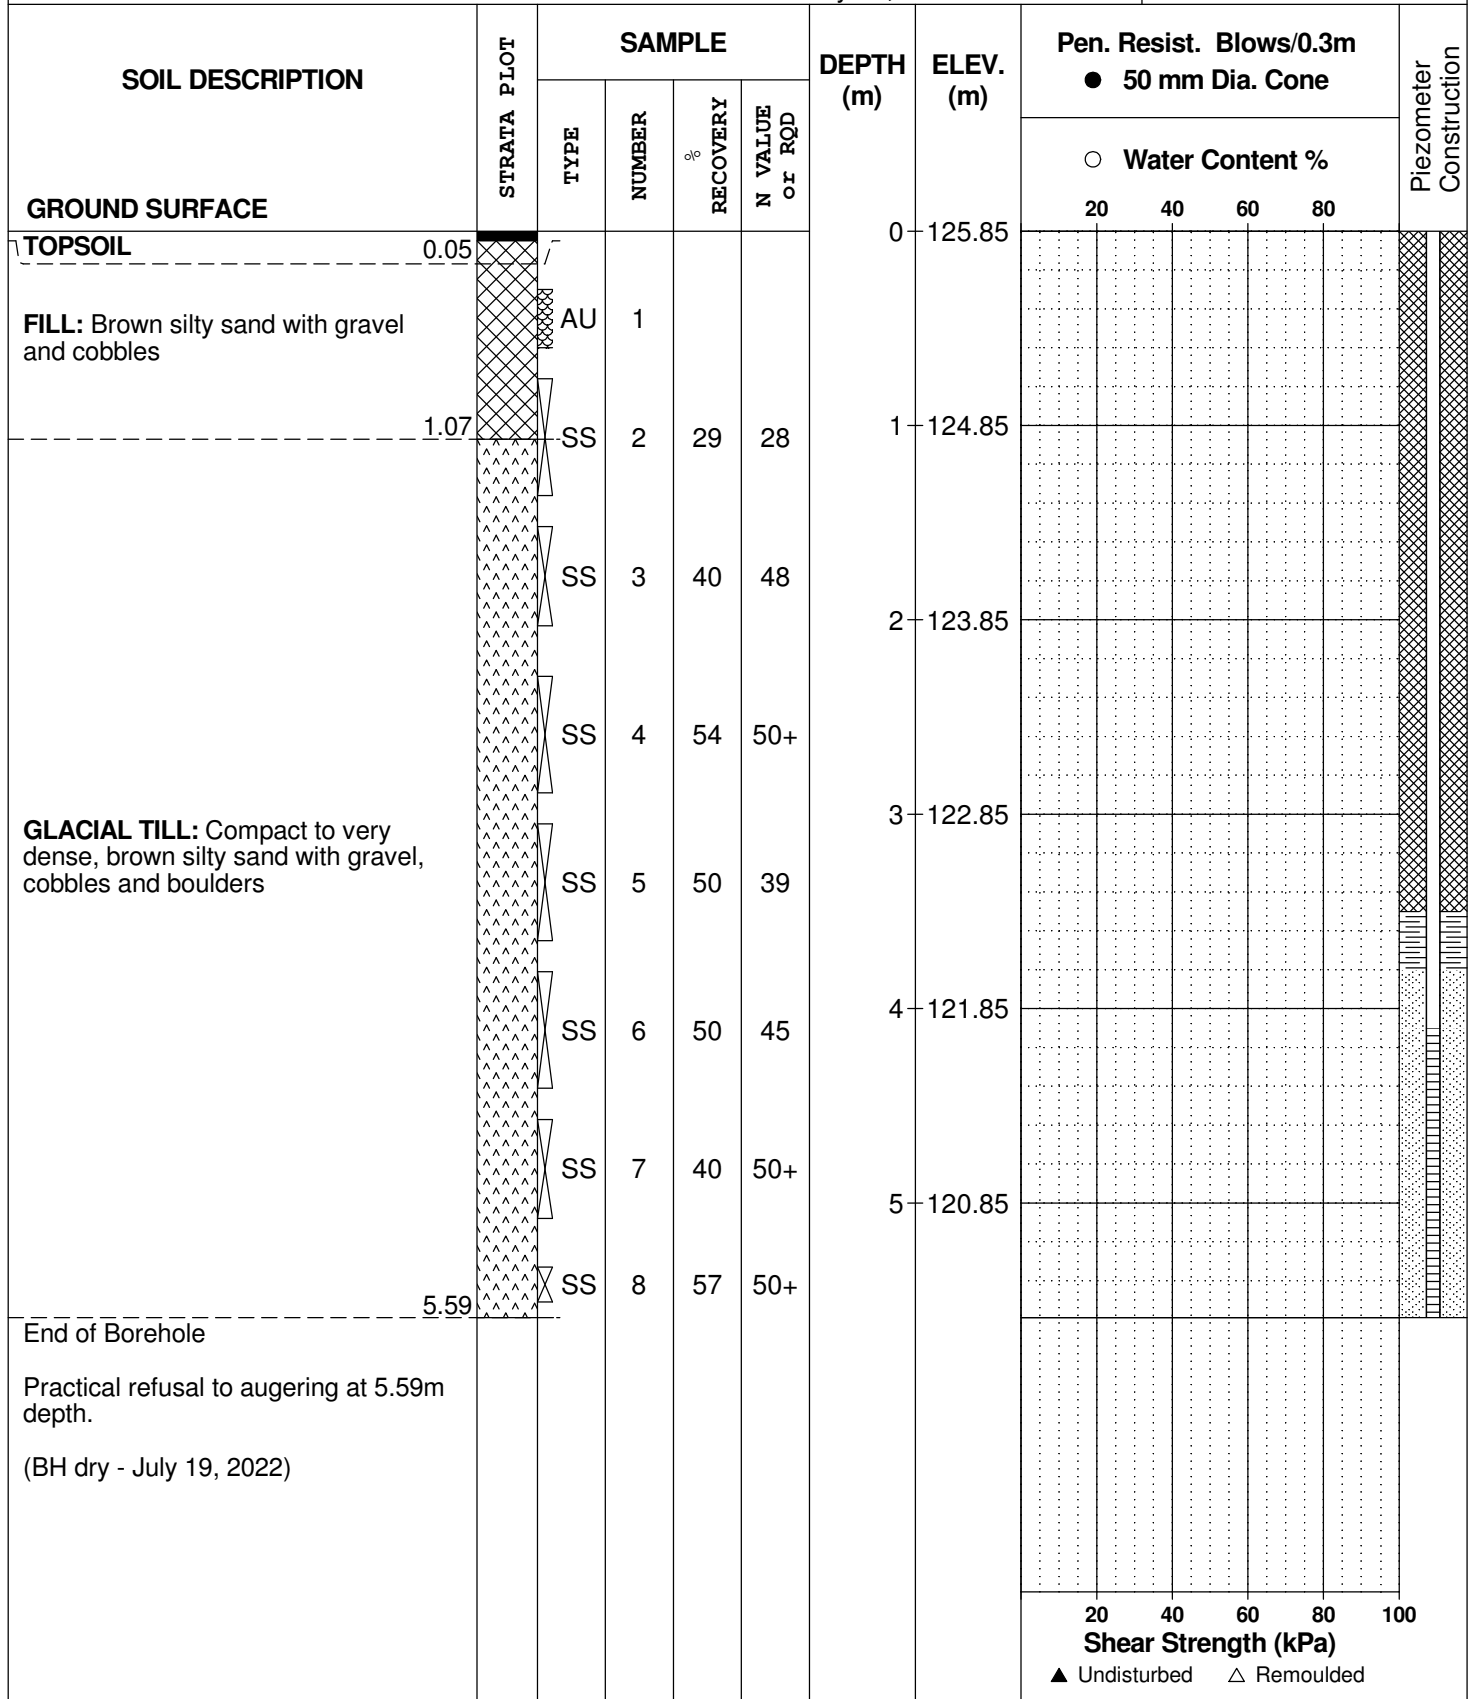 SOIL DESCRIPTION
GROUND SURFACE
STRATA PLOT
SAMPLE
TYPE
NUMBER
%
RECOVERY
N VALUE
or RQD
DEPTH
(m)
ELEV.
(m)
Pen. Resist. Blows/0.3m
● 50 mm Dia. Cone
○ Water Content %
20 40 60 80
Piezometer
Construction
TOPSOIL 0.05
0 125.85
FILL: Brown silty sand with gravel
and cobbles
AU 1
1.07
SS 2 29 28
1 124.85
SS 3 40 48
2 123.85
SS 4 54 50+
3 122.85
GLACIAL TILL: Compact to very
dense, brown silty sand with gravel,
cobbles and boulders
SS 5 50 39
4 121.85
SS 6 50 45
SS 7 40 50+
5 120.85
SS 8 57 50+
5.59
End of Borehole
Practical refusal to augering at 5.59m
depth.
(BH dry - July 19, 2022)
20 40 60 80 100
Shear Strength (kPa)
▲ Undisturbed △ Remoulded